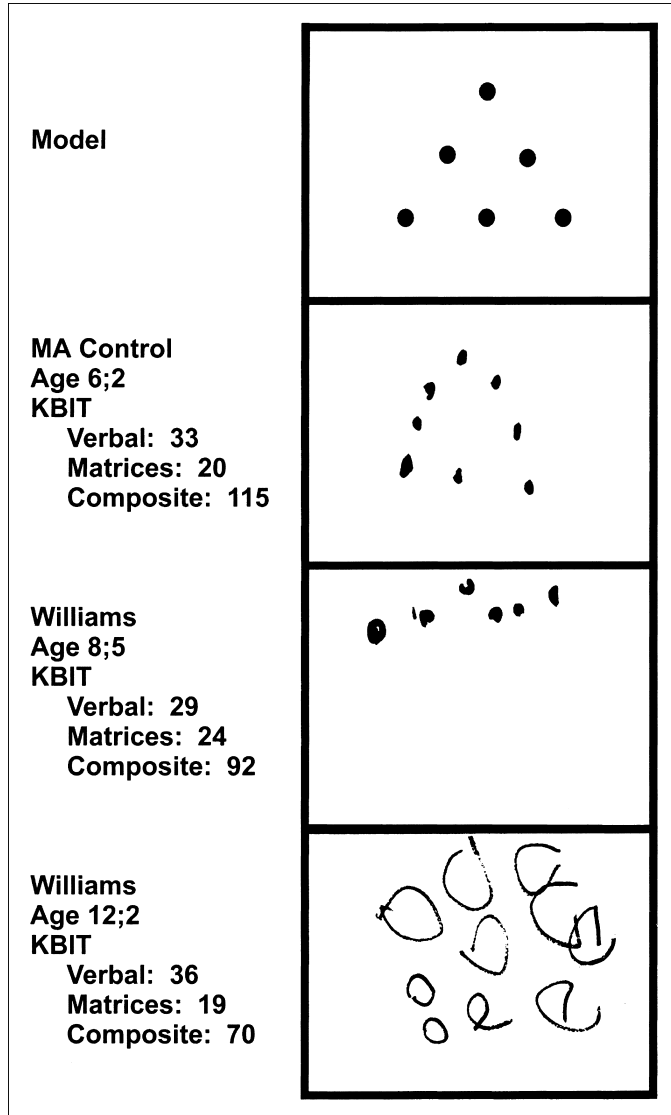 Model
MA Control
Age 6;2
KBIT
Verbal: 33
Matrices: 20
Composite: 115
Williams
Age 8;5
KBIT
Verbal: 29
Matrices: 24
Composite: 92
Williams
Age 12;2
KBIT
Verbal: 36
Matrices: 19
Composite: 70